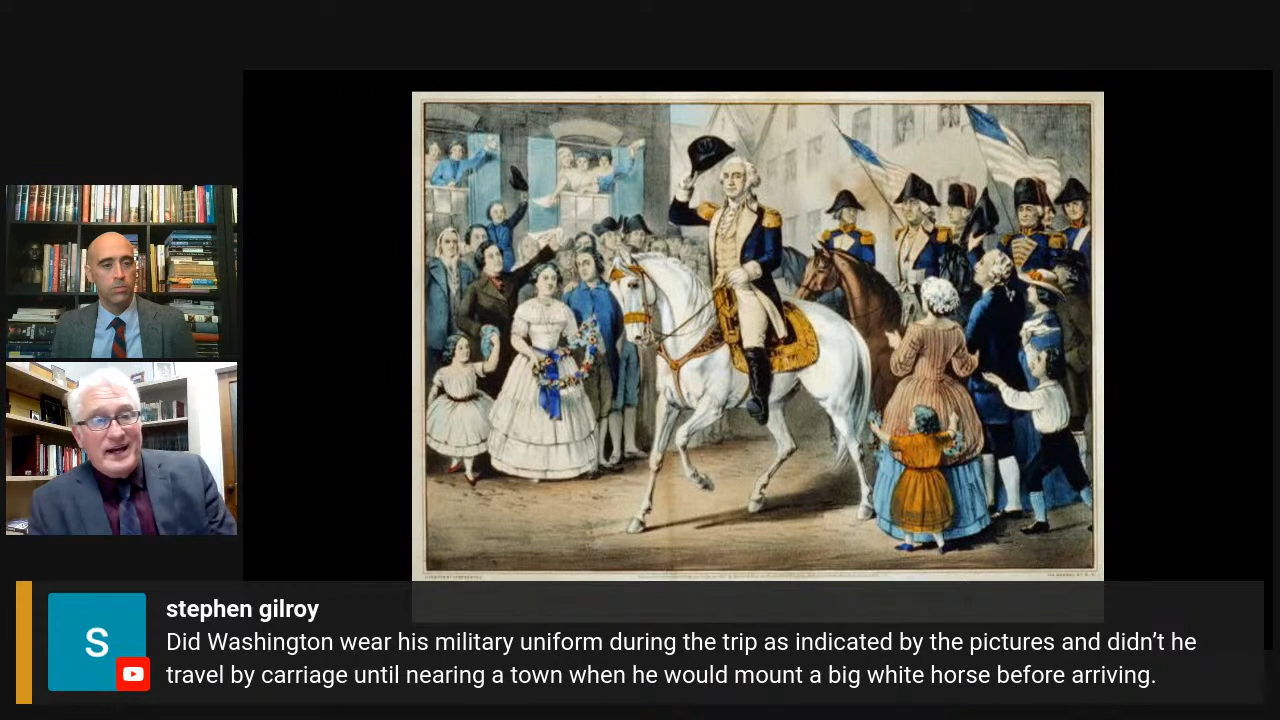 stephen gilroy
S
Did Washington wear his military uniform during the trip as indicated by the pictures and didn’t he
travel by carriage until nearing a town when he would mount a big white horse before arriving.